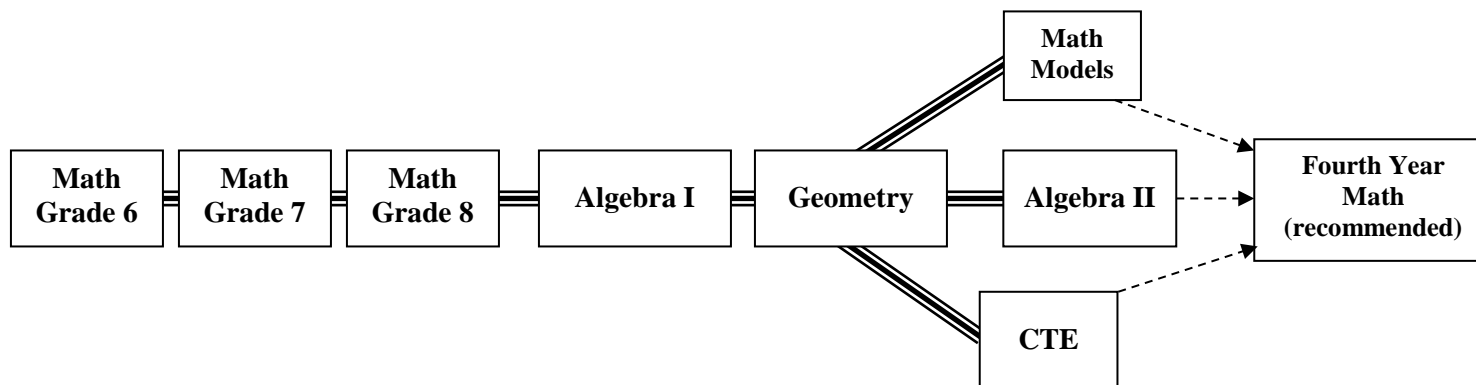 Math
Models
Math
Grade 6
Math
Grade 7
Math
Grade 8
Algebra I
Geometry
Algebra II
Fourth Year
Math
(recommended)
CTE